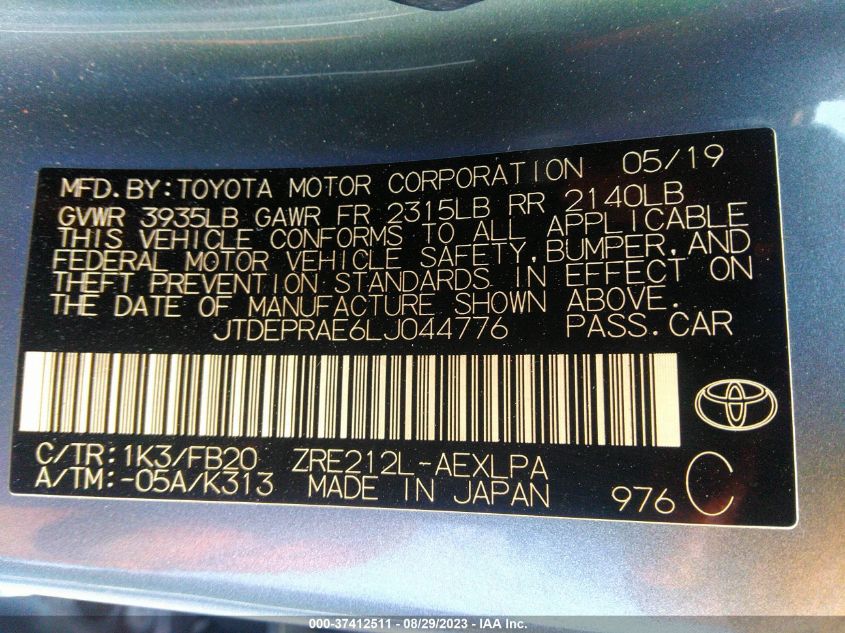 MFD.BY:TOYOTA MOTOR CORPORATION 05/19
GVWR 3935LB GAWR FR 2315LB RR 2140LB
THIS VEHICLE CONFORMS TO ALL APPLICABLE
FEDERAL MOTOR VEHICLE SAFETY,BUMPER,AND
THEFT PREVENTION STANDARDS IN EFFECT ON
THE DATE OF MANUFACTURE SHOWN ABOVE.
JTDEPRAE6LJ044776 PASS.CAR
C/TR:1K3/FB20 ZRE212L-AEXLPA
A/TM:-05A/K313 MADE IN JAPAN 976 C
000-37412511 - 08/29/2023 - IAA Inc.